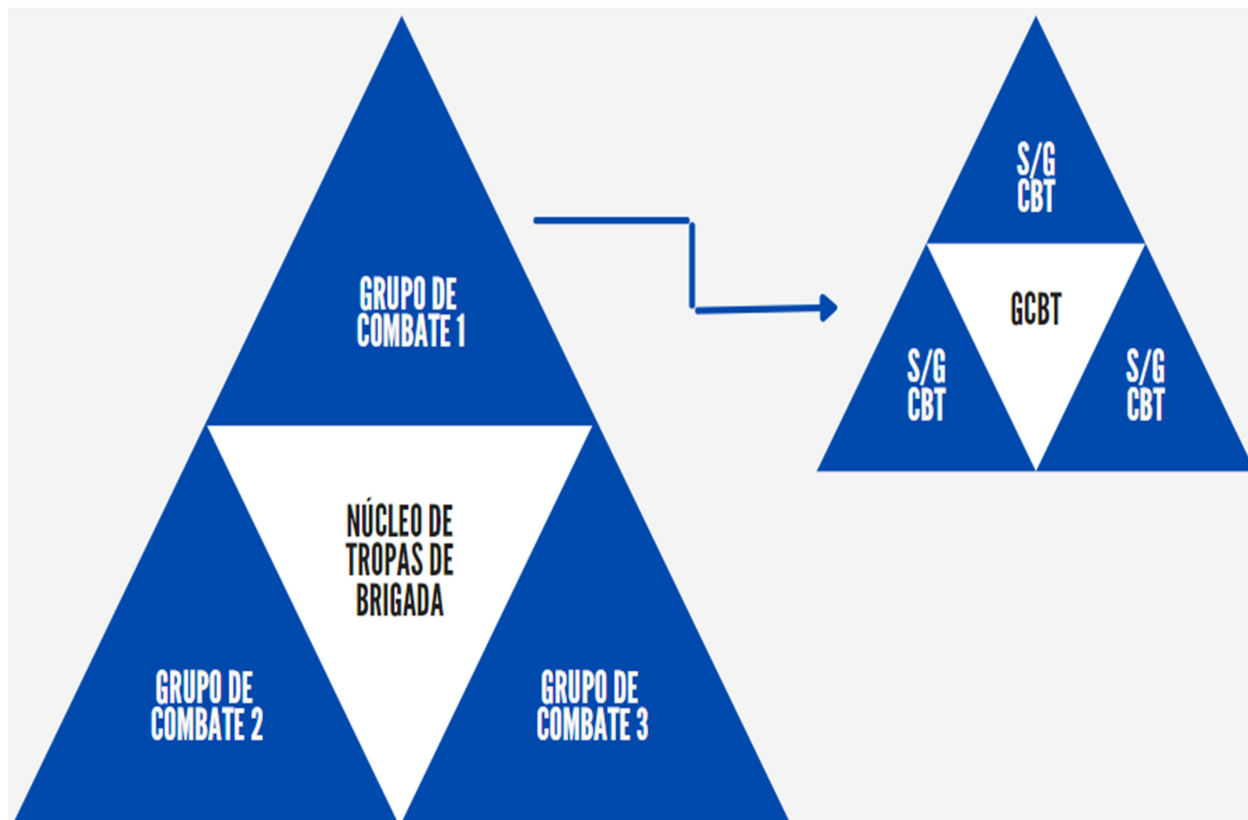 GRUPO DE
COMBATE 1
NÚCLEO DE
TROPAS DE
BRIGADA
GRUPO DE
COMBATE 2
GRUPO DE
COMBATE 3
S/G
CBT
GCBT
S/G
CBT
S/G
CBT